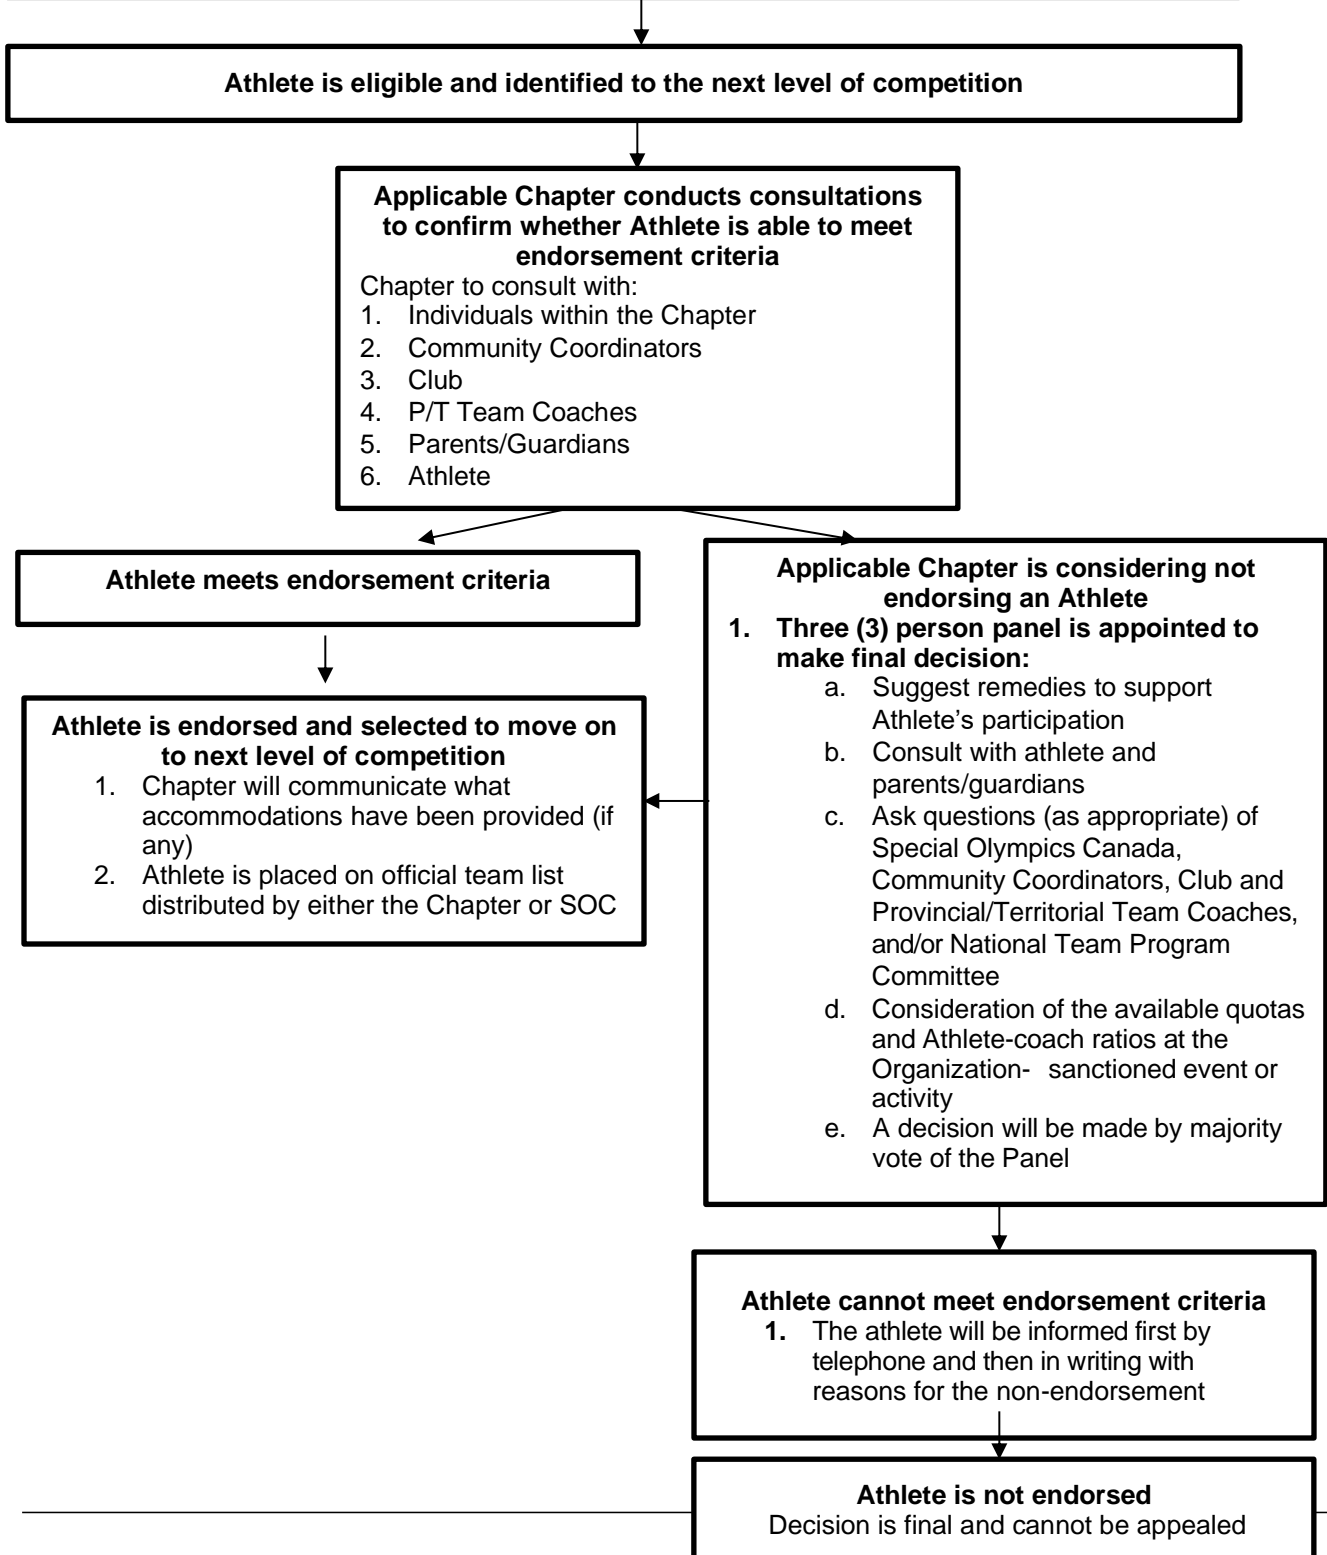 Athlete is eligible and identified to the next level of competition
Applicable Chapter conducts consultations
to confirm whether Athlete is able to meet
endorsement criteria
Chapter to consult with:
1. Individuals within the Chapter
2. Community Coordinators
3. Club
4. P/T Team Coaches
5. Parents/Guardians
6. Athlete
Athlete meets endorsement criteria
Athlete is endorsed and selected to move on
to next level of competition
1. Chapter will communicate what
accommodations have been provided (if
any)
2. Athlete is placed on official team list
distributed by either the Chapter or SOC
Applicable Chapter is considering not
endorsing an Athlete
1. Three (3) person panel is appointed to
make final decision:
a. Suggest remedies to support
Athlete's participation
b. Consult with athlete and
parents/guardians
c. Ask questions (as appropriate) of
Special Olympics Canada,
Community Coordinators, Club and
Provincial/Territorial Team Coaches,
and/or National Team Program
Committee
d. Consideration of the available quotas
and Athlete-coach ratios at the
Organization- sanctioned event or
activity
e. A decision will be made by majority
vote of the Panel
Athlete cannot meet endorsement criteria
1. The athlete will be informed first by
telephone and then in writing with
reasons for the non-endorsement
Athlete is not endorsed
Decision is final and cannot be appealed